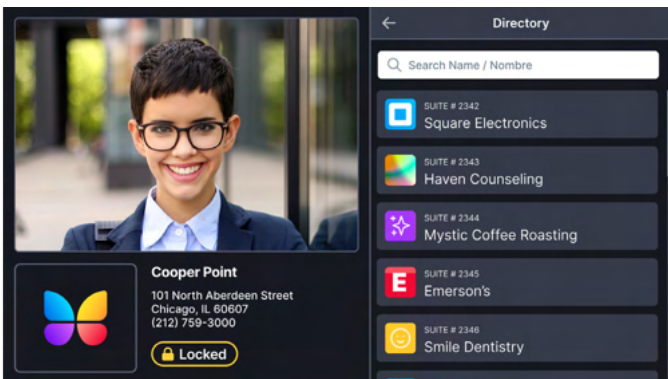 Directory
Search Name / Nombre
SUITE # 2342
Square Electronics
SUITE # 2343
Haven Counseling
SUITE # 2344
Mystic Coffee Roasting
SUITE # 2345
E
Emerson's
SUITE # 2346
Smile Dentistry
Cooper Point
101 North Aberdeen Street
Chicago, IL 60607
(212) 759-3000
Locked